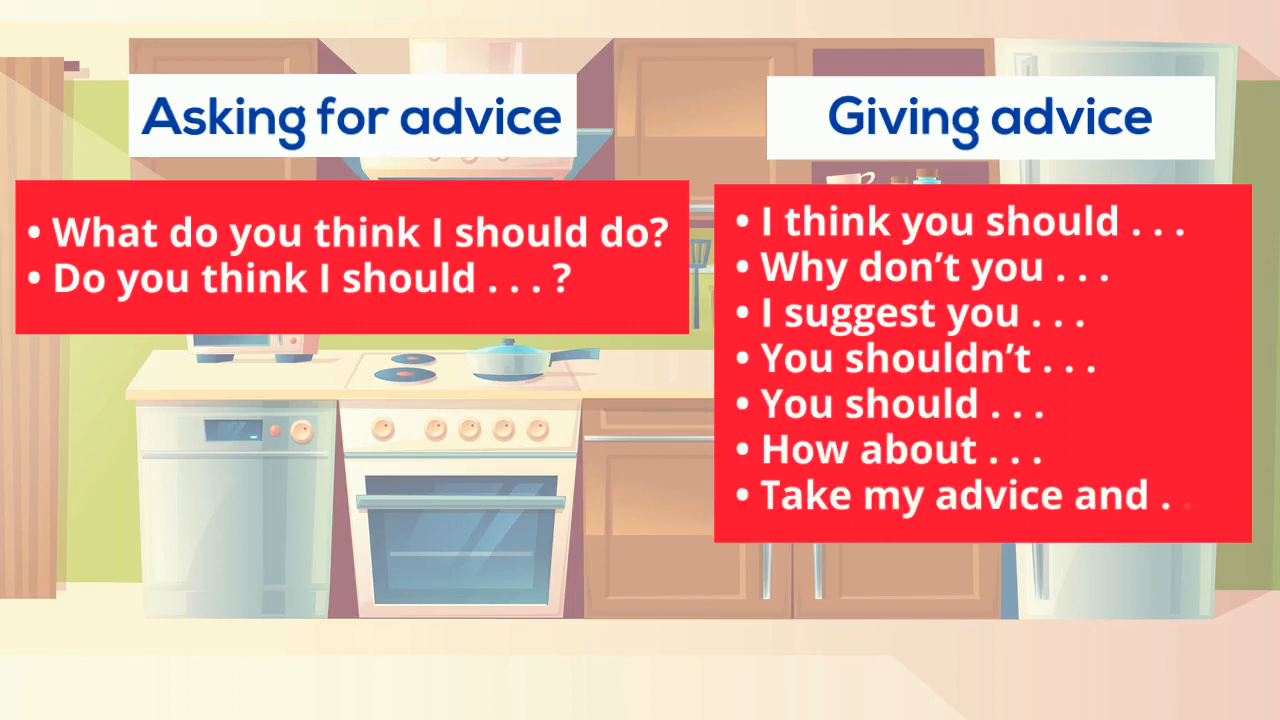 Asking for advice
• What do you think I should do?
• Do you think I should . . . ?
Giving advice
• I think you should . . .
• Why don’t you . . .
• I suggest you . . .
• You shouldn’t . . .
• You should . . .
• How about . . .
• Take my advice and . .